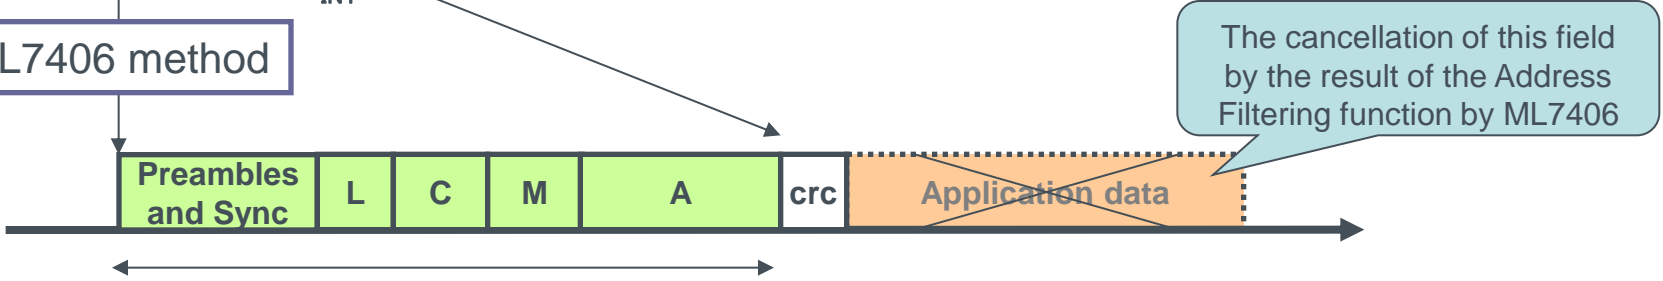 INT
L7406 method
The cancellation of this field
by the result of the Address
Filtering function by ML7406
Preambles
and Sync
L
C
M
A
crc
Application data